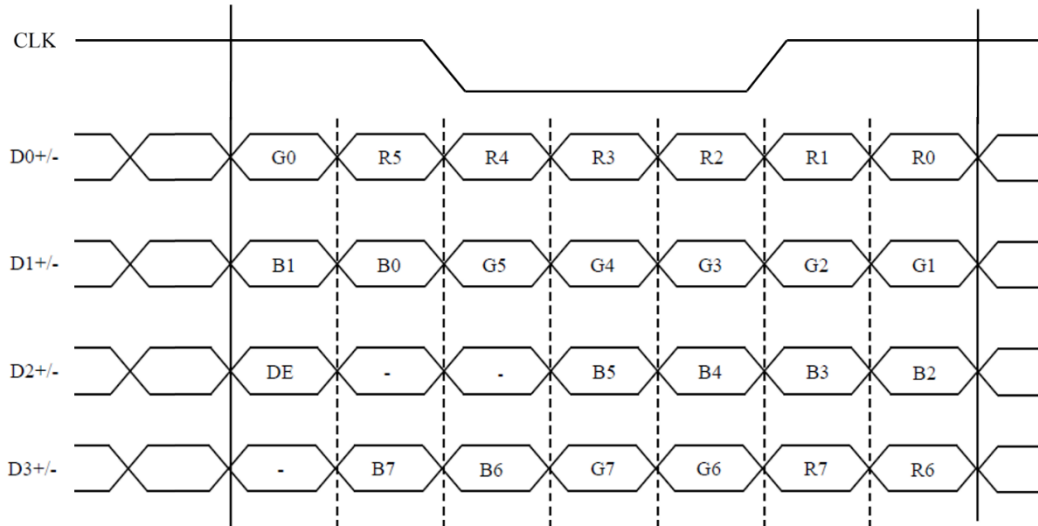 CLK
D0+/- G0 R5 R4 R3 R2 R1 R0
D1+/- B1 B0 G5 G4 G3 G2 G1
D2+/- DE - - B5 B4 B3 B2
D3+/- - B7 B6 G7 G6 R7 R6